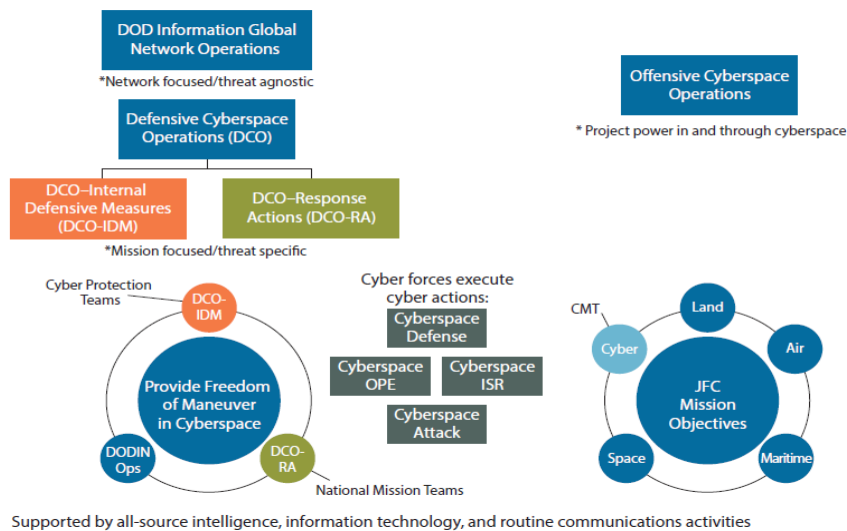 DOD Information Global
Network Operations
*Network focused/threat agnostic
Offensive Cyberspace
Operations
* Project power in and through cyberspace
Defensive Cyberspace
Operations (DCO)
DCO–Internal
Defensive Measures
(DCO-IDM)
DCO–Response
Actions (DCO-RA)
*Mission focused/threat specific
Cyber Protection
Teams
DCO-
IDM
Provide Freedom
of Maneuver
in Cyberspace
DODIN
Ops
DCO-
RA
National Mission Teams
Cyber forces execute
cyber actions:
Cyberspace
Defense
Cyberspace
OPE
Cyberspace
ISR
Cyberspace
Attack
CMT
Land
Cyber
Air
JFC
Mission
Objectives
Space
Maritime
Supported by all-source intelligence, information technology, and routine communications activities